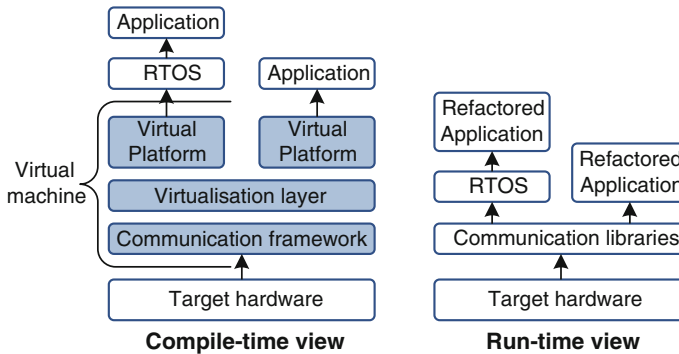 Application
RTOS
Application
Virtual
Platform
Virtual
Platform
Virtual
machine
Virtualisation layer
Communication framework
Target hardware
Compile-time view
Refactored
Application
RTOS
Refactored
Application
Communication libraries
Target hardware
Run-time view